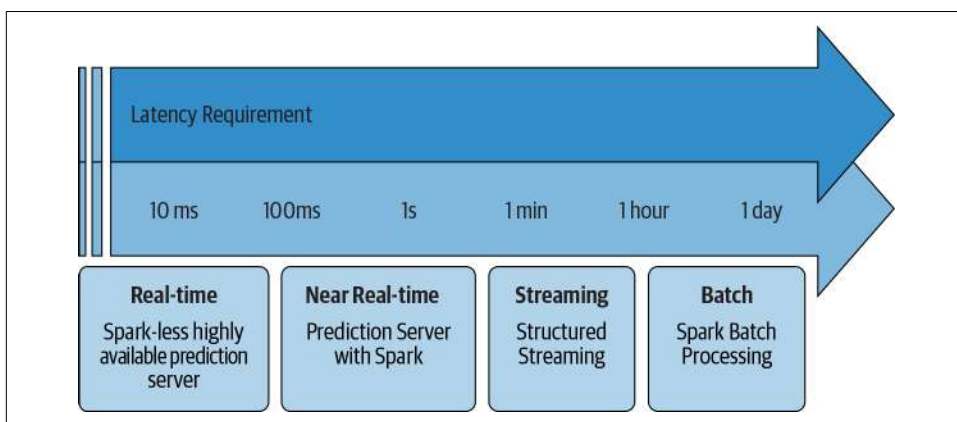 Latency Requirement
10 ms 100ms 1s 1 min 1 hour 1 day
Real-time
Spark-less highly
available prediction
server
Near Real-time
Prediction Server
with Spark
Streaming
Structured
Streaming
Batch
Spark Batch
Processing